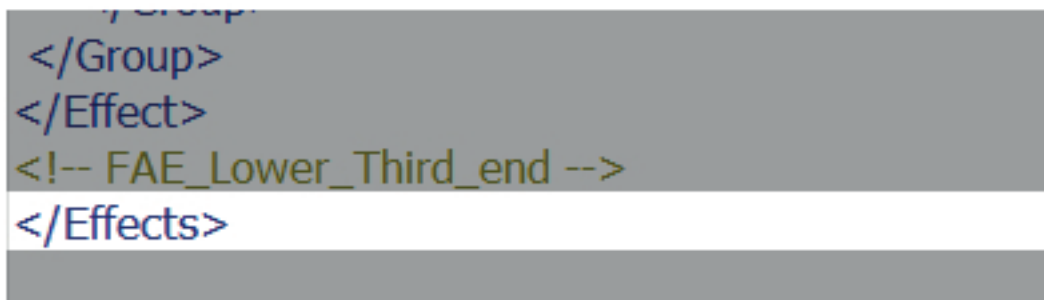 </Group>
</Effect>
<!-- FAE_Lower_Third_end -->
</Effects>